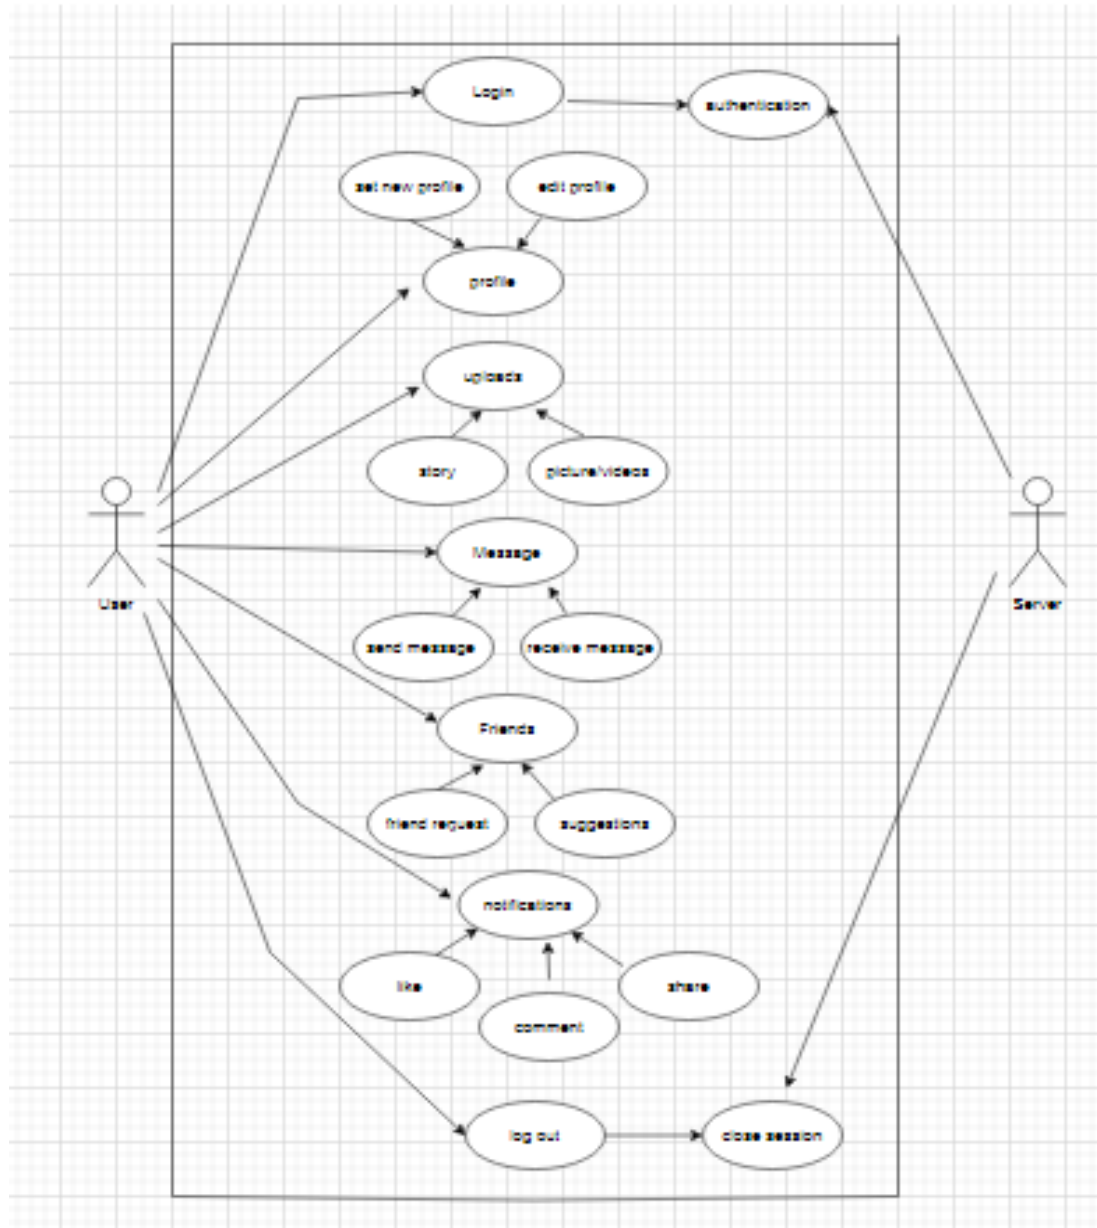 Login
authentication
set new profile
edit profile
profile
uploads
story
picture/videos
Message
User
Server
send message
receive message
Friends
friend request
suggestions
notifications
like
share
comment
log out
close session